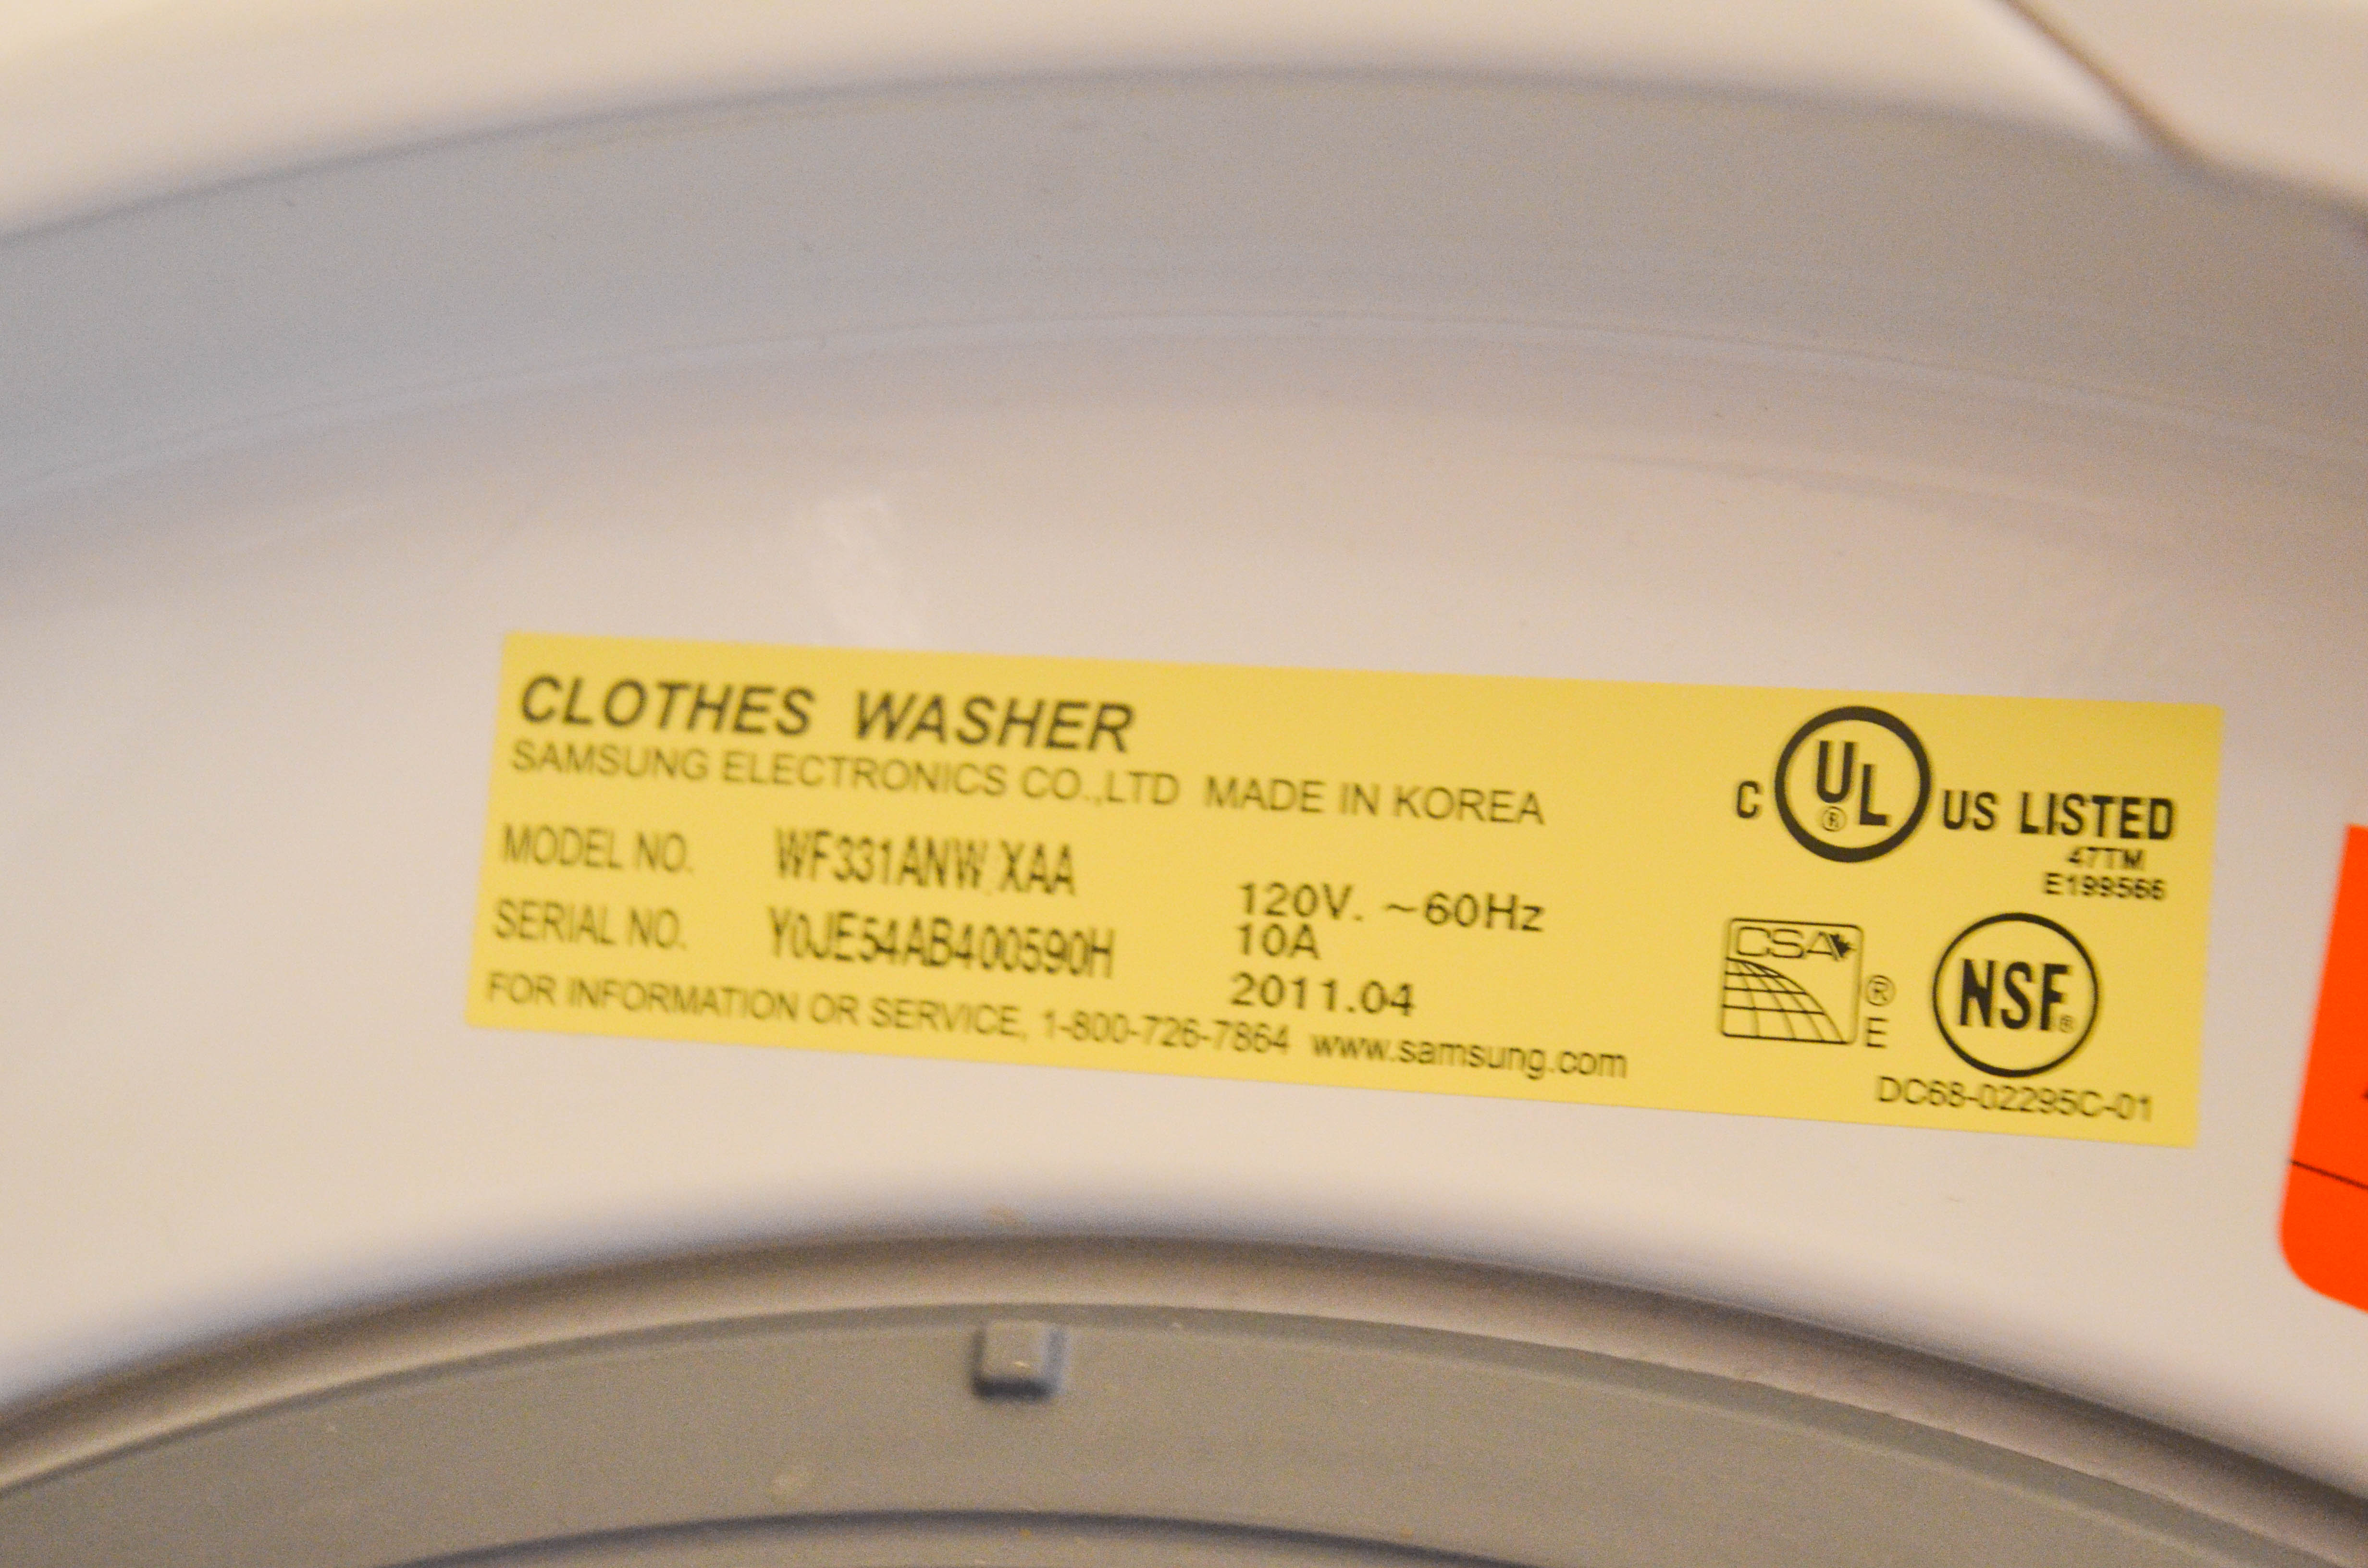 CLOTHES WASHER
SAMSUNG ELECTRONICS CO.,LTD MADE IN KOREA
MODEL NO. WF331ANW XAA
SERIAL NO. Y0JE54AB400590H
120V. ~60Hz
10A
2011.04
FOR INFORMATION OR SERVICE, 1-800-726-7864 www.samsung.com
C UL ® US LISTED
47TM
E199566
CSA ®
E
NSF®
DC68-02295C-01